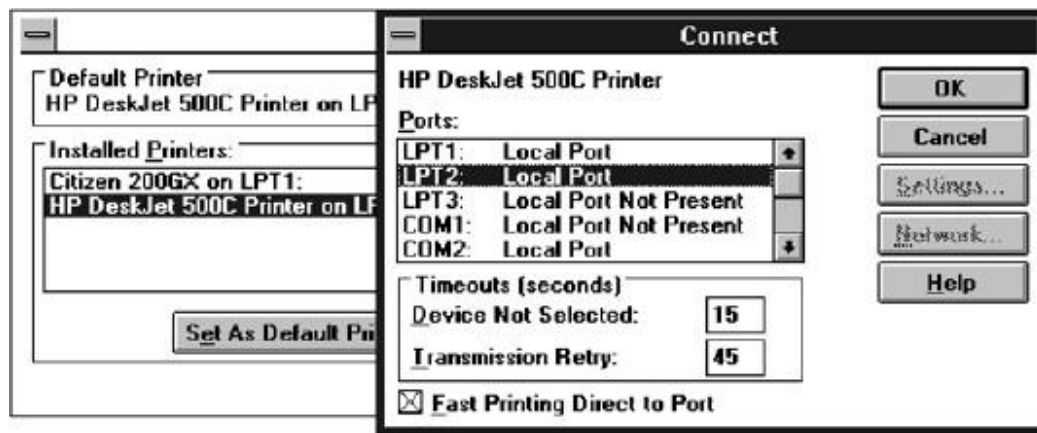 Default Printer
HP DeskJet 500C Printer on LP
Installed Printers:
Citizen 200GX on LPT1:
HP DeskJet 500C Printer on LP
Set As Default Pri
Connect
HP DeskJet 500C Printer
Ports:
LPT1: Local Port
LPT2: Local Port
LPT3: Local Port Not Present
COM1: Local Port Not Present
COM2: Local Port
Timeouts (seconds)
Device Not Selected: 15
Transmission Retry: 45
Fast Printing Direct to Port
OK
Cancel
Settings...
Network...
Help